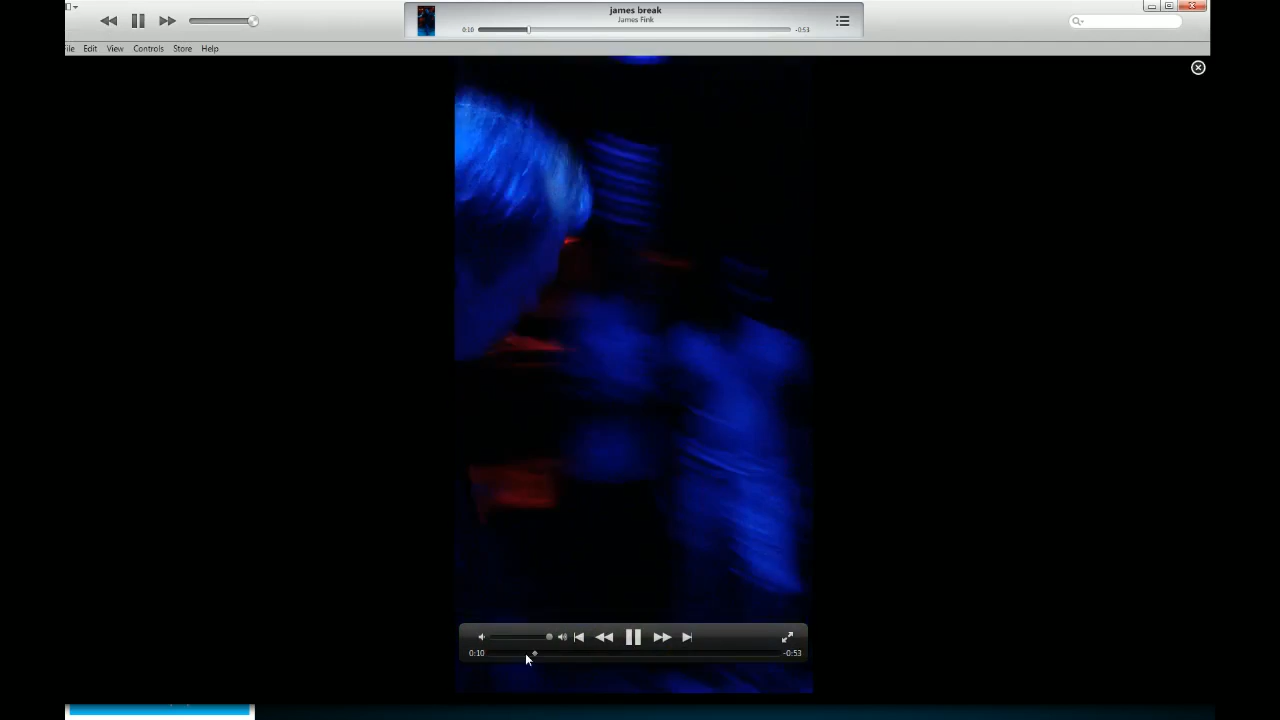 james break
James Fink
0:10 -0:53
File Edit View Controls Store Help
0:10 -0:53